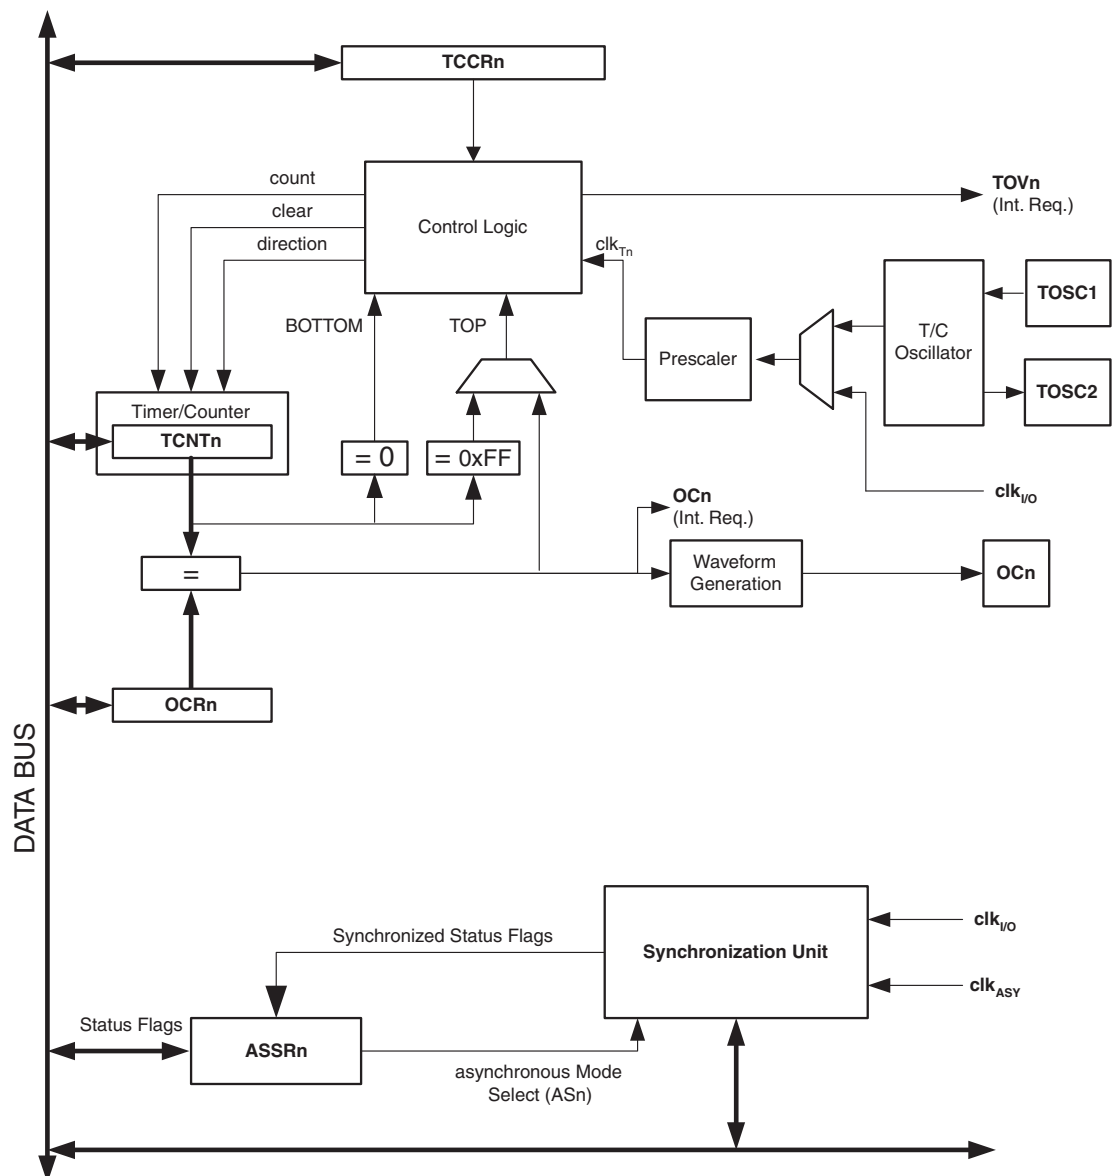 TCCRn
count
clear
direction
Control Logic
TOVn
(Int. Req.)
clkTn
BOTTOM
TOP
T/C
Oscillator
TOSC1
TOSC2
Prescaler
Timer/Counter
TCNTn
= 0
= 0xFF
clkI/O
OCn
(Int. Req.)
=
Waveform
Generation
OCn
OCRn
DATA BUS
Synchronized Status Flags
Synchronization Unit
clkI/O
clkASY
Status Flags
ASSRn
asynchronous Mode
Select (ASn)